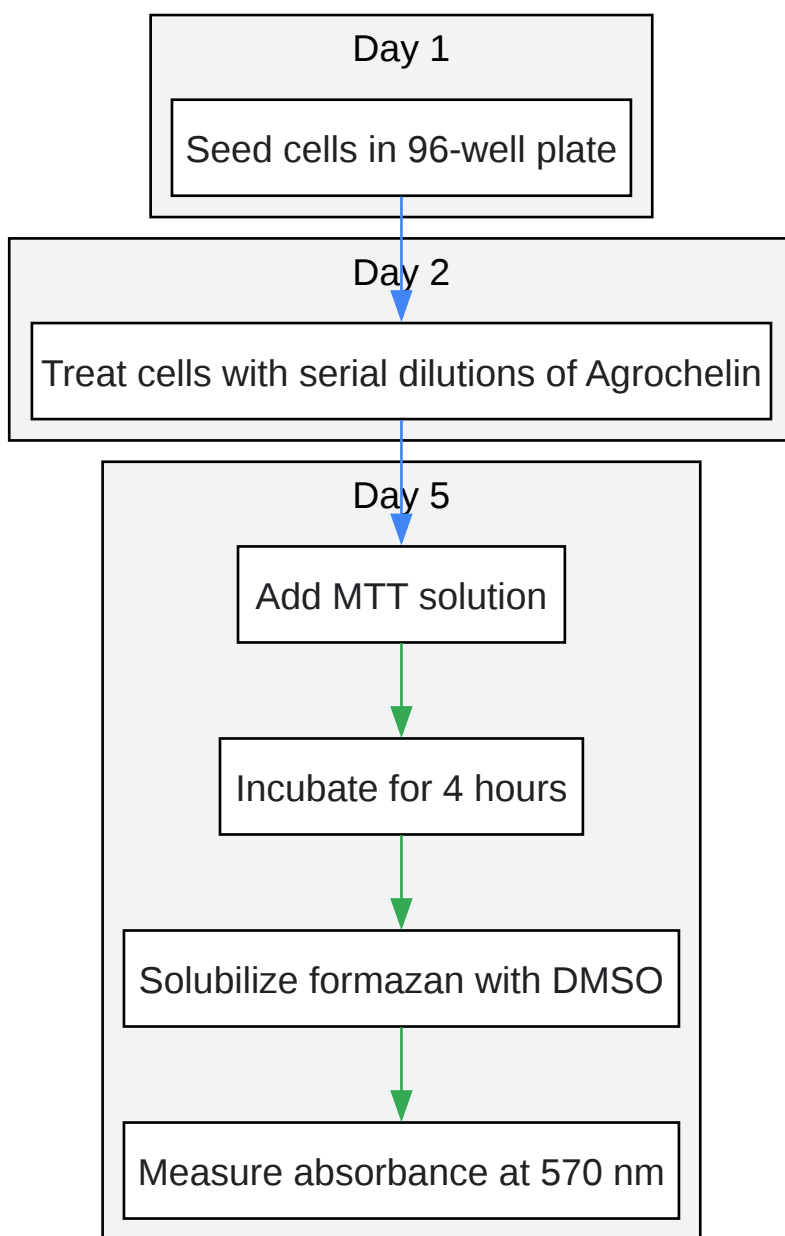 Day 1
Seed cells in 96-well plate
Day 2
Treat cells with serial dilutions of Agrochelin
Day 5
Add MTT solution
Incubate for 4 hours
Solubilize formazan with DMSO
Measure absorbance at 570 nm